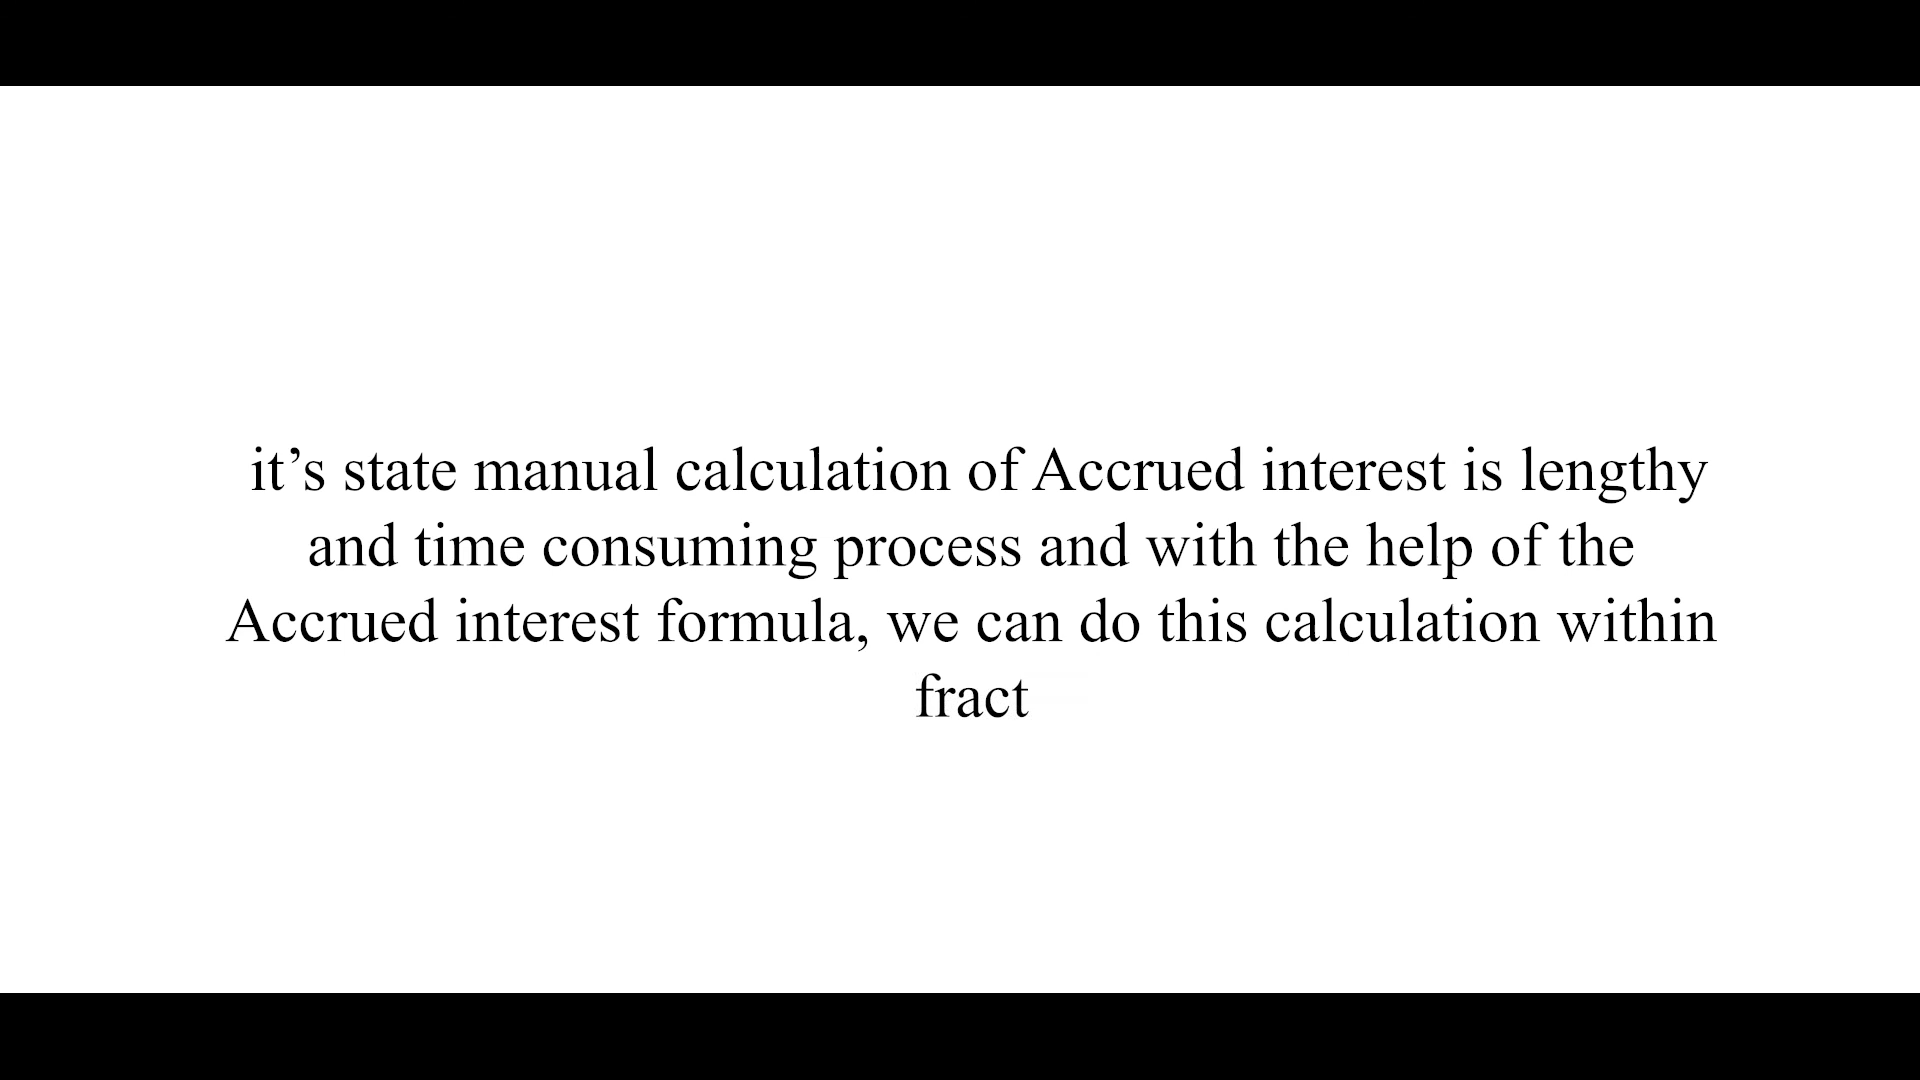 it’s state manual calculation of Accrued interest is lengthy
and time consuming process and with the help of the
Accrued interest formula, we can do this calculation within
fract